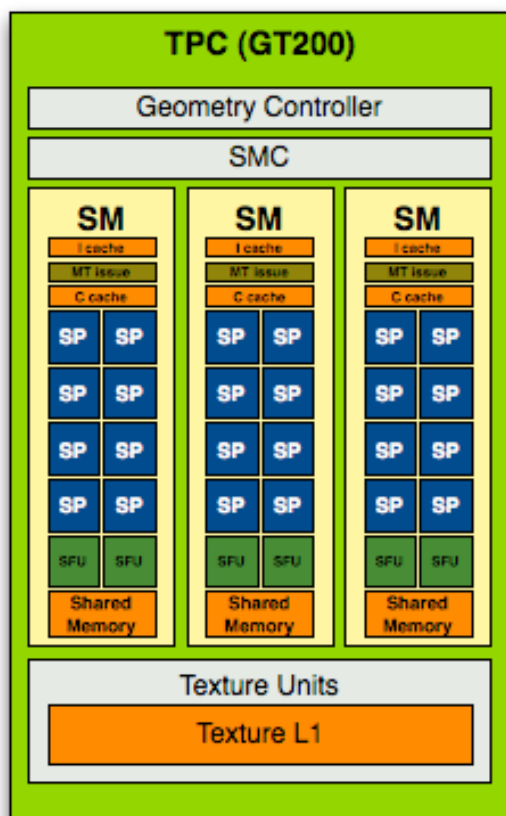 TPC (GT200)
Geometry Controller
SMC
SM SM SM
I cache I cache I cache
MT issue MT issue MT issue
C cache C cache C cache
SP SP SP SP SP SP
SP SP SP SP SP SP
SP SP SP SP SP SP
SP SP SP SP SP SP
SFU SFU SFU SFU SFU SFU
Shared Shared Shared
Memory Memory Memory
Texture Units
Texture L1